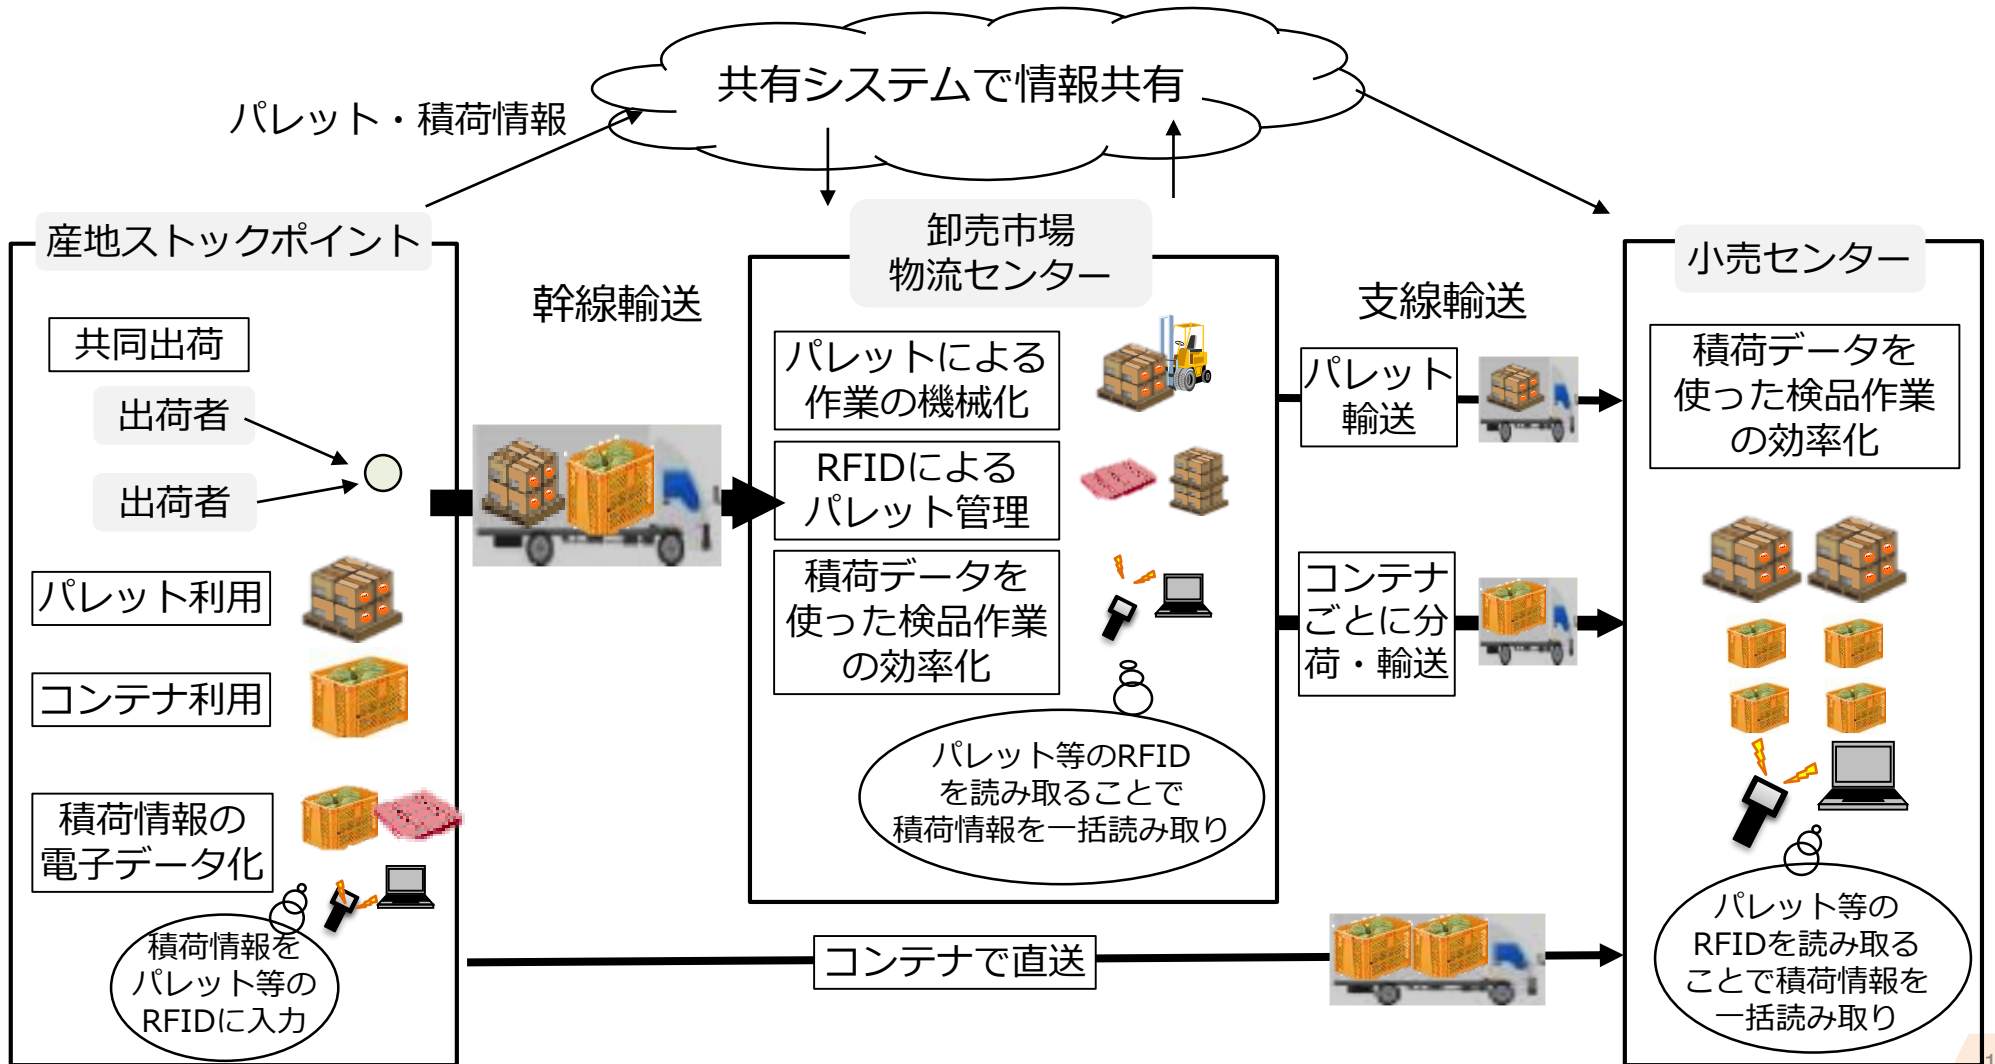 共有システムで情報共有
パレット・積荷情報
産地ストックポイント
共同出荷
出荷者
出荷者
パレット利用
コンテナ利用
積荷情報の
電子データ化
積荷情報を
パレット等の
RFIDに入力
幹線輸送
卸売市場
物流センター
パレットによる
作業の機械化
RFIDによる
パレット管理
積荷データを
使った検品作業
の効率化
パレット等のRFID
を読み取ることで
積荷情報を一括読み取り
支線輸送
パレット
輸送
コンテナ
ごとに分
荷・輸送
コンテナで直送
小売センター
積荷データを
使った検品作業
の効率化
パレット等の
RFIDを読み取る
ことで積荷情報を
一括読み取り
1